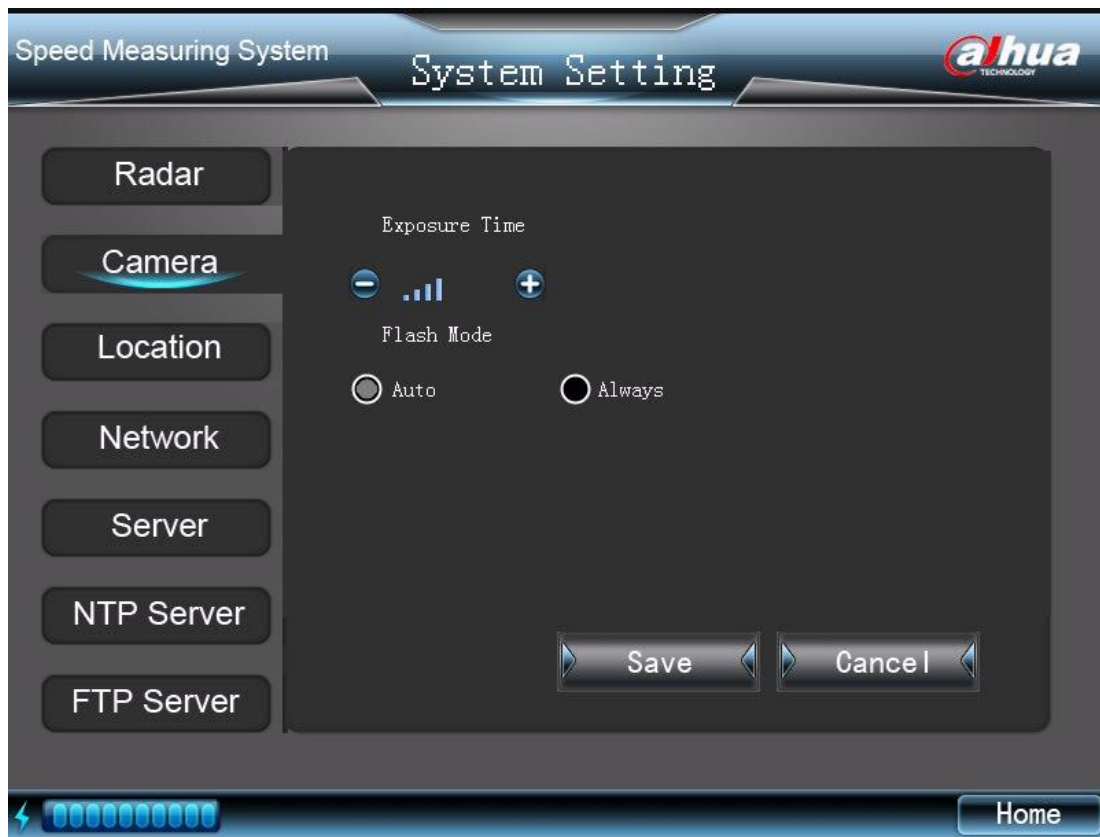 Speed Measuring System
System Setting
alhua
TECHNOLOGY
Radar
Camera
Location
Network
Server
NTP Server
FTP Server
Exposure Time
Flash Mode
Auto
Always
Save
Cancel
Home